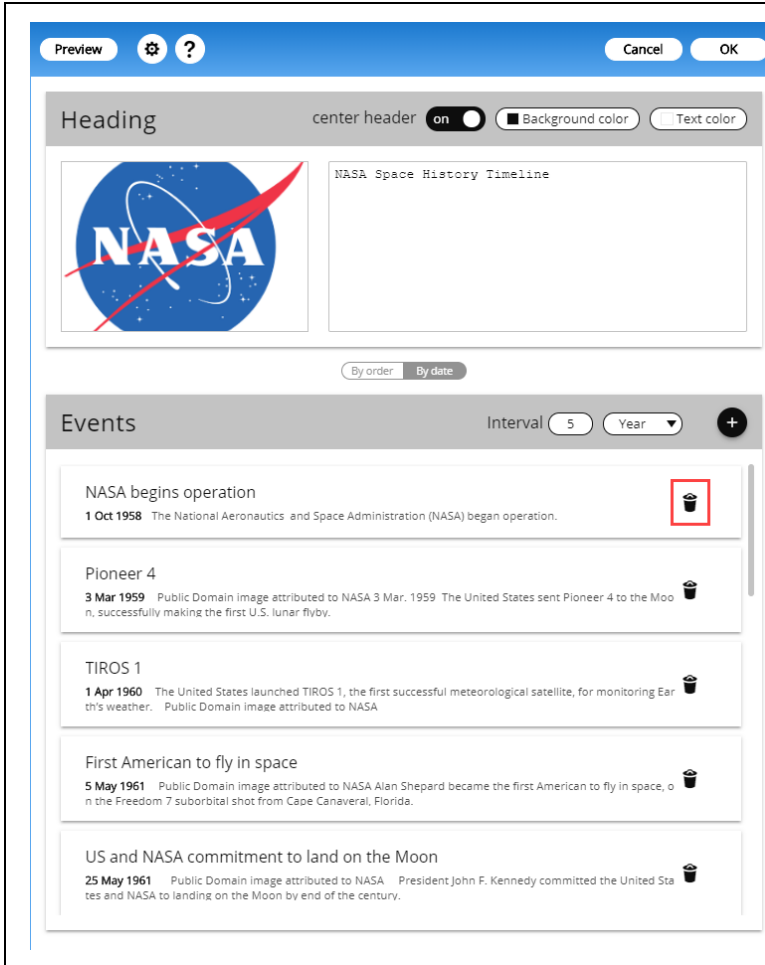 Preview ? Cancel OK
Heading center header on Background color Text color
NASA
NASA Space History Timeline
By order By date
Events Interval 5 Year +
NASA begins operation
1 Oct 1958 The National Aeronautics and Space Administration (NASA) began operation.
Pioneer 4
3 Mar 1959 Public Domain image attributed to NASA 3 Mar. 1959 The United States sent Pioneer 4 to the Moo
n, successfully making the first U.S. lunar flyby.
TIROS 1
1 Apr 1960 The United States launched TIROS 1, the first successful meteorological satellite, for monitoring Ear
th's weather. Public Domain image attributed to NASA
First American to fly in space
5 May 1961 Public Domain image attributed to NASA Alan Shepard became the first American to fly in space, o
n the Freedom 7 suborbital shot from Cape Canaveral, Florida.
US and NASA commitment to land on the Moon
25 May 1961 Public Domain image attributed to NASA President John F. Kennedy committed the United Sta
tes and NASA to landing on the Moon by end of the century.